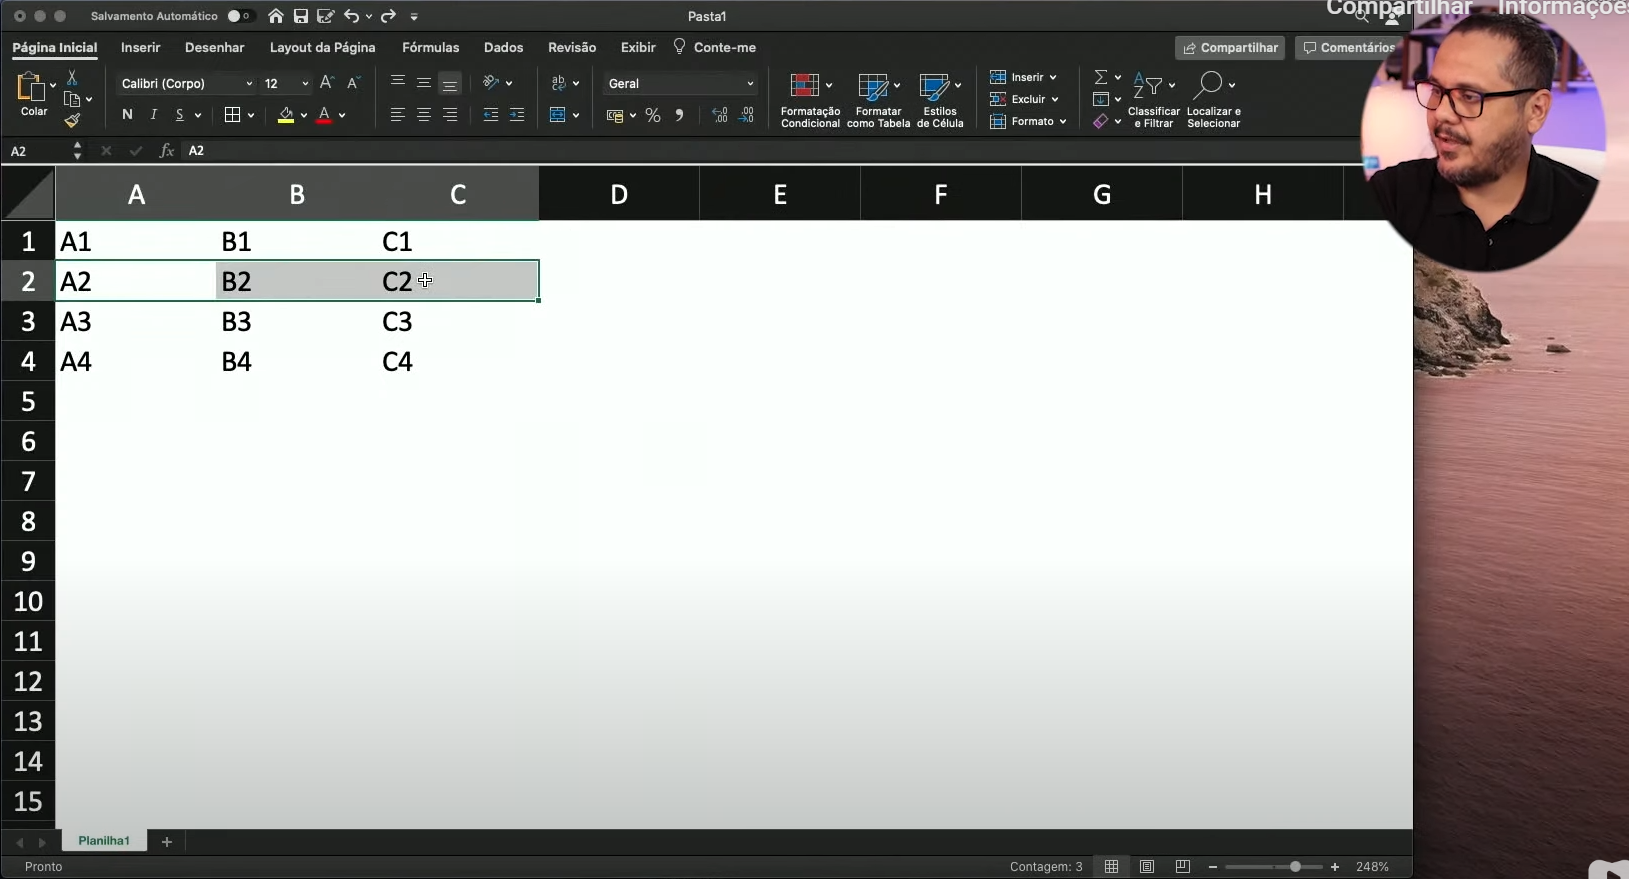 Compartilhar Informações
Salvamento Automático
Pasta1
Página Inicial Inserir Desenhar Layout da Página Fórmulas Dados Revisão Exibir Conte-me Compartilhar Comentários
Colar
Calibri (Corpo) 12 A A
N I S A
ab
Geral
%
Formatação Condicional
Formatar como Tabela
Estilos de Célula
Inserir
Excluir
Formato
Classificar e Filtrar
Localizar e Selecionar
A2 fx A2
A B C D E F G H
1 A1 B1 C1
2 A2 B2 C2
3 A3 B3 C3
4 A4 B4 C4
5
6
7
8
9
10
11
12
13
14
15
Planilha1 +
Pronto Contagem: 3 248%